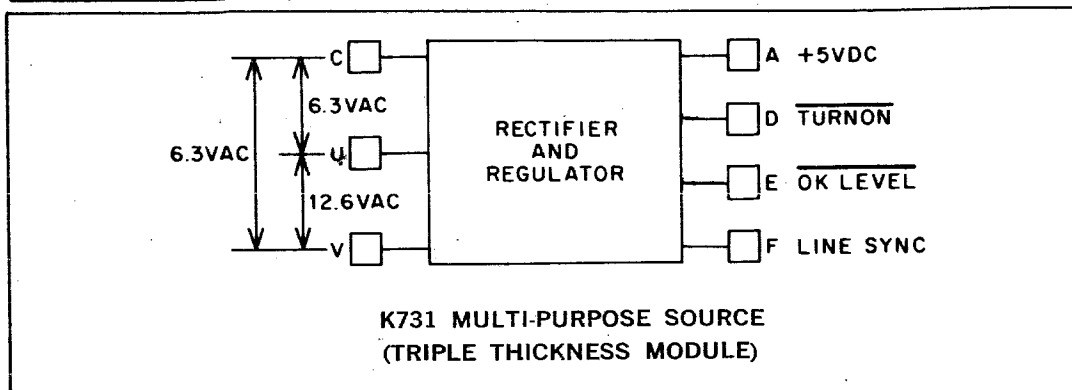 C
6.3VAC
U
6.3VAC
12.6VAC
V
RECTIFIER
AND
REGULATOR
A +5VDC
D TURNON
E OK LEVEL
F LINE SYNC
K731 MULTI-PURPOSE SOURCE
(TRIPLE THICKNESS MODULE)